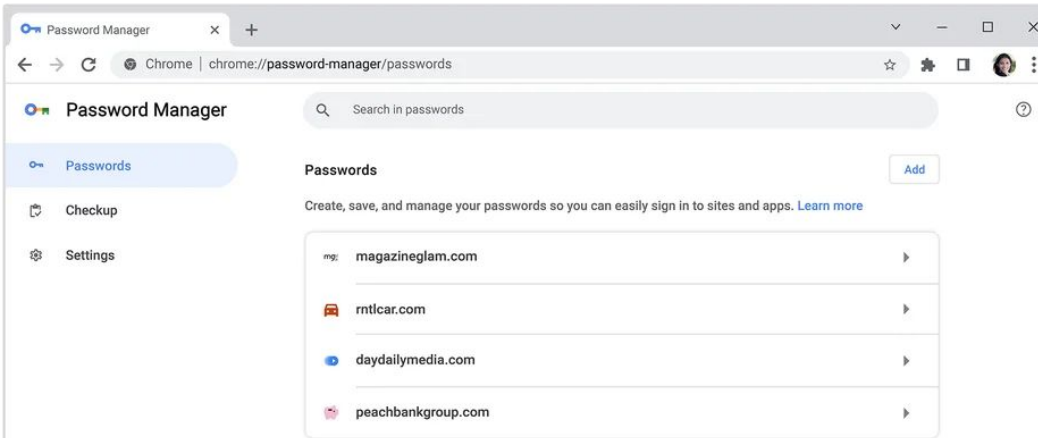 Password Manager
Chrome | chrome://password-manager/passwords
Password Manager
Search in passwords
Passwords
Passwords
Add
Checkup
Create, save, and manage your passwords so you can easily sign in to sites and apps. Learn more
Settings
mg; magazineglam.com
rntlcar.com
daydailymedia.com
peachbankgroup.com